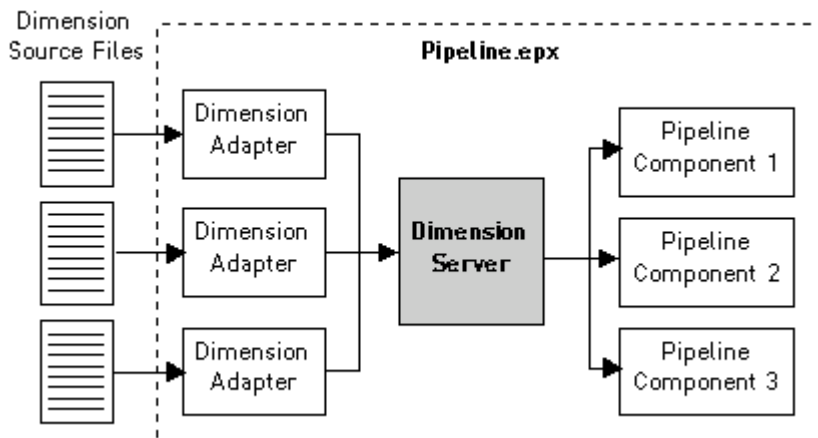 Dimension
Source Files
Pipeline.epx
Dimension
Adapter
Pipeline
Component 1
Dimension
Adapter
Dimension
Server
Pipeline
Component 2
Dimension
Adapter
Pipeline
Component 3